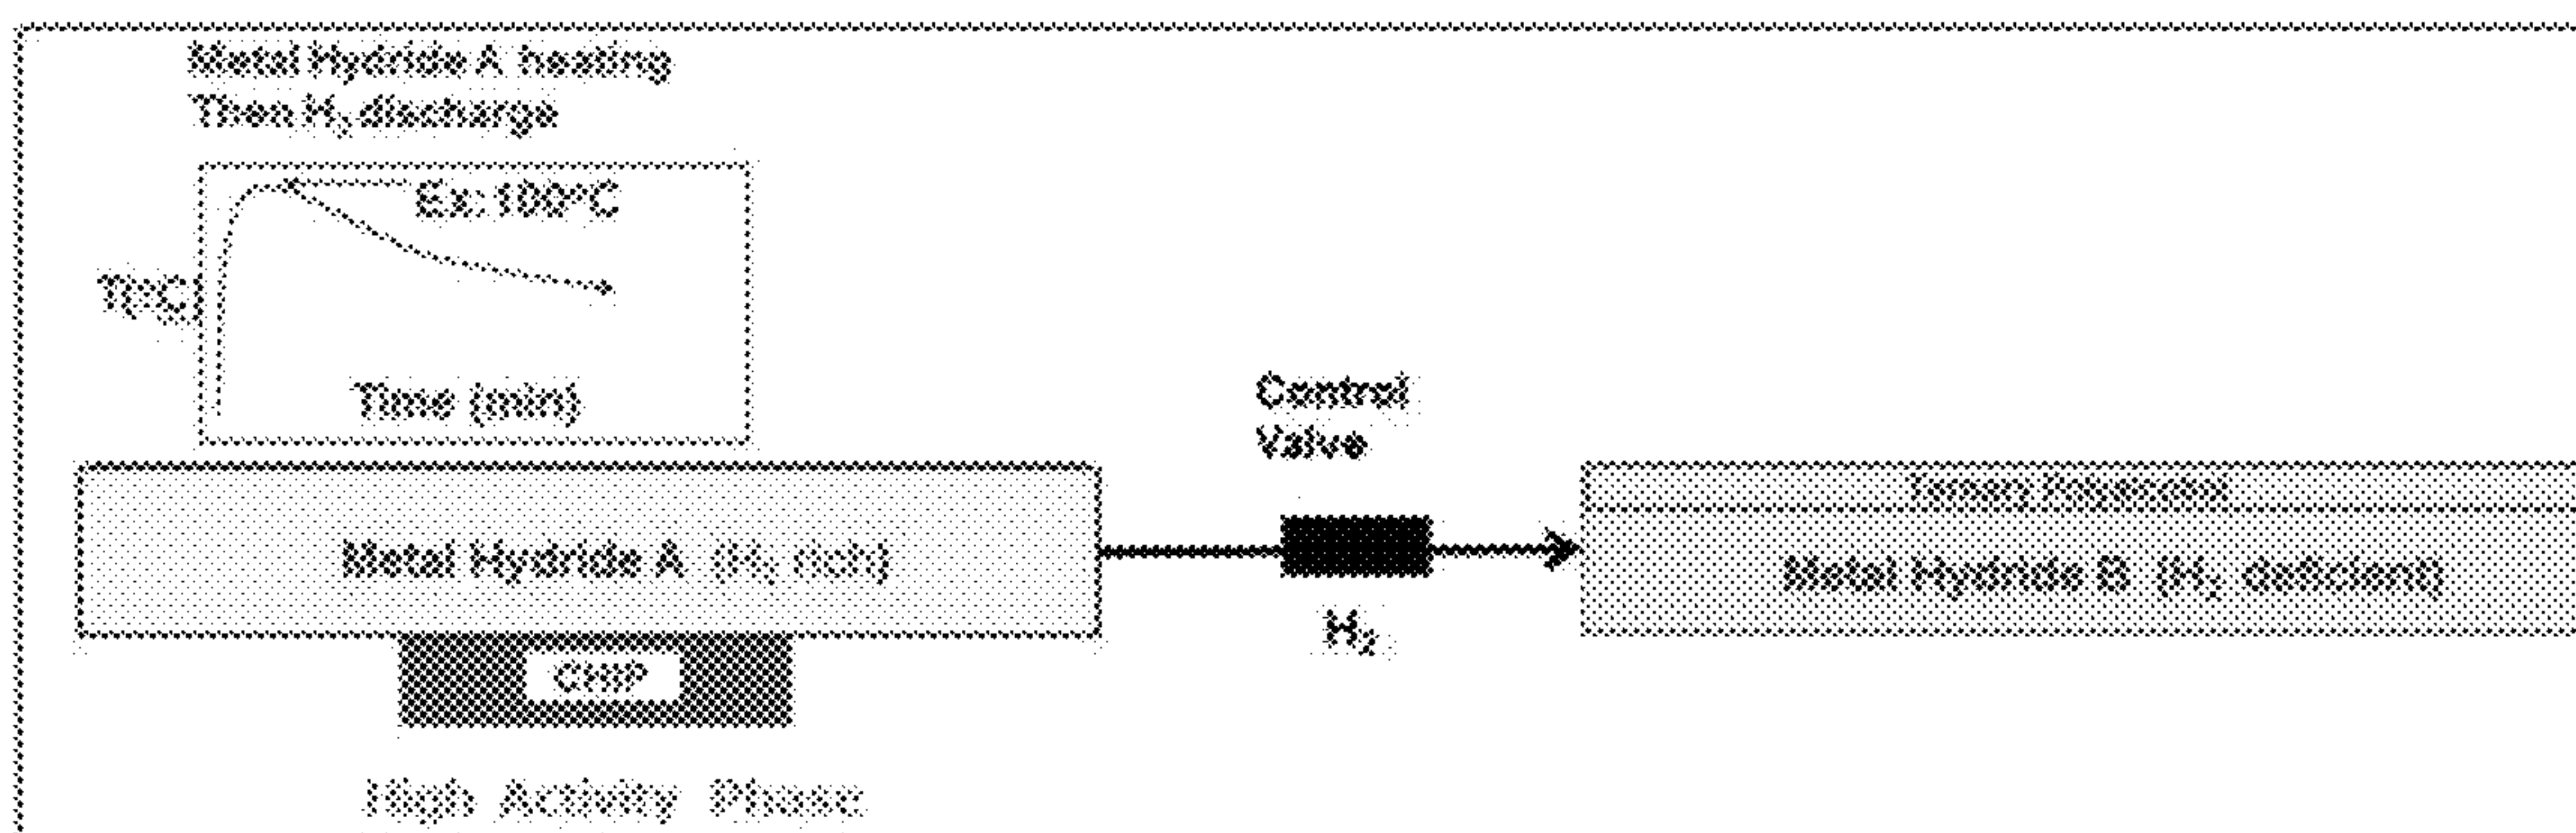 Metal Hydride A heating
Then H₂ discharge
Ex: 100°C
T(°C)
Time (min)
Control
Valve
Metal Hydride A (H₂ rich)
Metal Hydride B (H₂ deficient)
H₂
CHIP
High Activity Phase